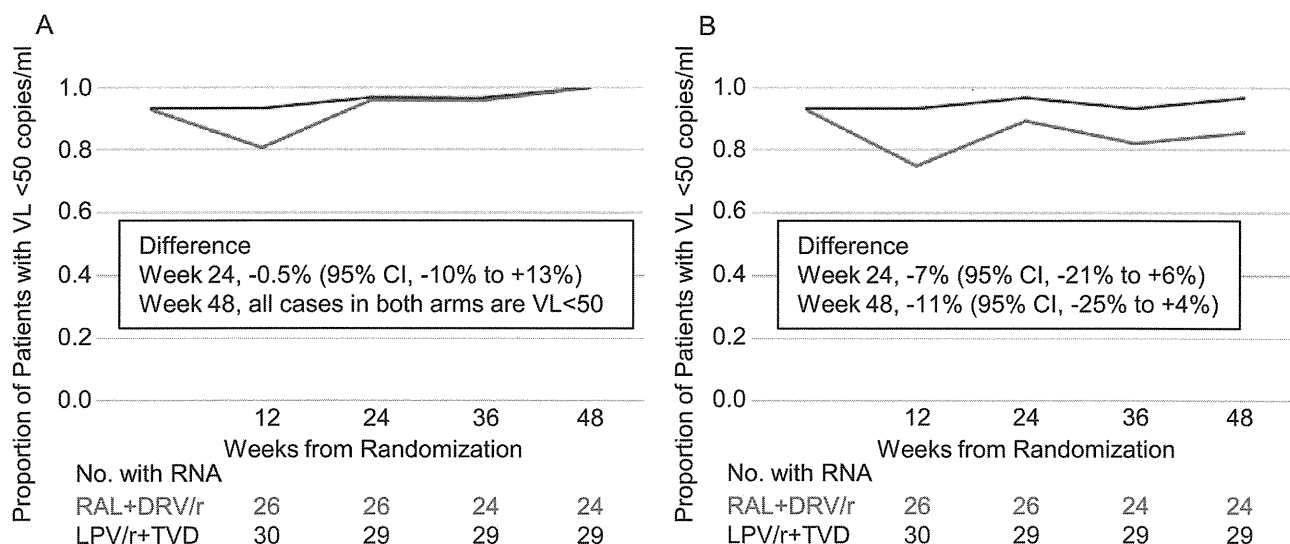 A
Proportion of Patients with VL <50 copies/ml
1.0
0.8
0.6
0.4
0.2
0.0
Difference
Week 24, -0.5% (95% CI, -10% to +13%)
Week 48, all cases in both arms are VL<50
12 24 36 48
Weeks from Randomization
No. with RNA
RAL+DRV/r 26 26 24 24
LPV/r+TVD 30 29 29 29
B
Proportion of Patients with VL <50 copies/ml
1.0
0.8
0.6
0.4
0.2
0.0
Difference
Week 24, -7% (95% CI, -21% to +6%)
Week 48, -11% (95% CI, -25% to +4%)
12 24 36 48
Weeks from Randomization
No. with RNA
RAL+DRV/r 26 26 24 24
LPV/r+TVD 30 29 29 29